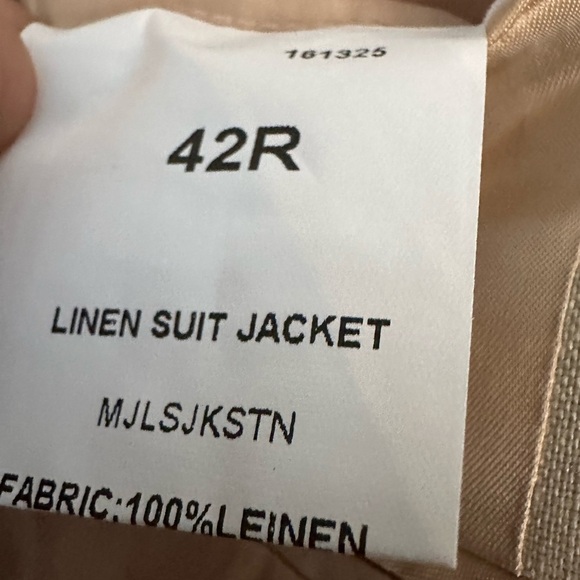 161325
42R
LINEN SUIT JACKET
MJLSJKSTN
FABRIC:100%LEINEN